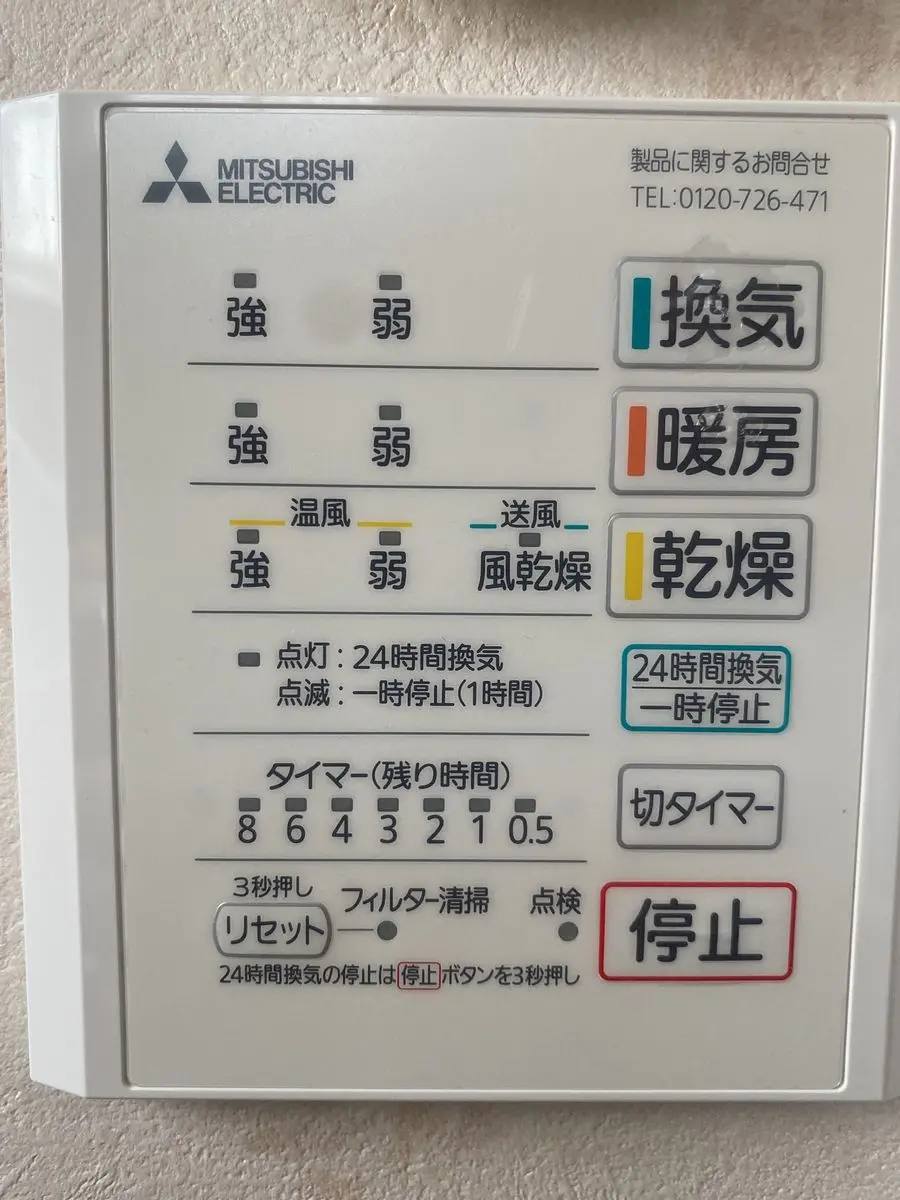 MITSUBISHI
ELECTRIC
製品に関するお問合せ
TEL:0120-726-471
強 弱 換気
強 弱 暖房
温風 送風
強 弱 風乾燥 乾燥
点灯:24時間換気
点滅:一時停止(1時間)
24時間換気
一時停止
タイマー(残り時間)
8 6 4 3 2 1 0.5
切タイマー
3秒押し
リセット フィルター清掃 点検
停止
24時間換気の停止は停止ボタンを3秒押し